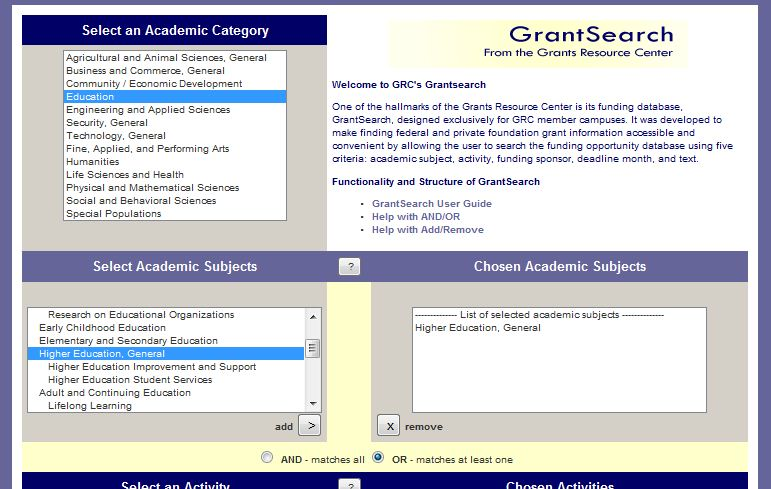 Select an Academic Category
Agricultural and Animal Sciences, General
Business and Commerce, General
Community / Economic Development
Education
Engineering and Applied Sciences
Security, General
Technology, General
Fine, Applied, and Performing Arts
Humanities
Life Sciences and Health
Physical and Mathematical Sciences
Social and Behavioral Sciences
Special Populations
GrantSearch
From the Grants Resource Center
Welcome to GRC's Grantsearch
One of the hallmarks of the Grants Resource Center is its funding database,
GrantSearch, designed exclusively for GRC member campuses. It was developed to
make finding federal and private foundation grant information accessible and
convenient by allowing the user to search the funding opportunity database using five
criteria: academic subject, activity, funding sponsor, deadline month, and text.
Functionality and Structure of GrantSearch
• GrantSearch User Guide
• Help with AND/OR
• Help with Add/Remove
Select Academic Subjects
?
Chosen Academic Subjects
Research on Educational Organizations
Early Childhood Education
Elementary and Secondary Education
Higher Education, General
Higher Education Improvement and Support
Higher Education Student Services
Adult and Continuing Education
Lifelong Learning
add >
-------------- List of selected academic subjects --------------
Higher Education, General
x remove
AND - matches all OR - matches at least one
Select an Activity
?
Chosen Activities